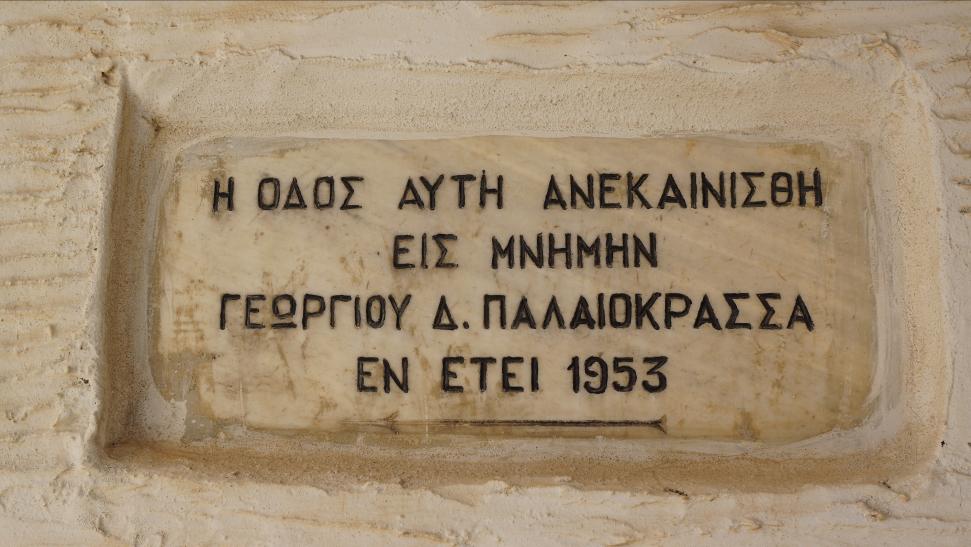 Η ΟΔΟΣ ΑΥΤΗ ΑΝΕΚΑΙΝΙΣΘΗ
ΕΙΣ ΜΝΗΜΗΝ
ΓΕΩΡΓΙΟΥ Δ. ΠΑΛΑΙΟΚΡΑΣΣΑ
ΕΝ ΕΤΕΙ 1953